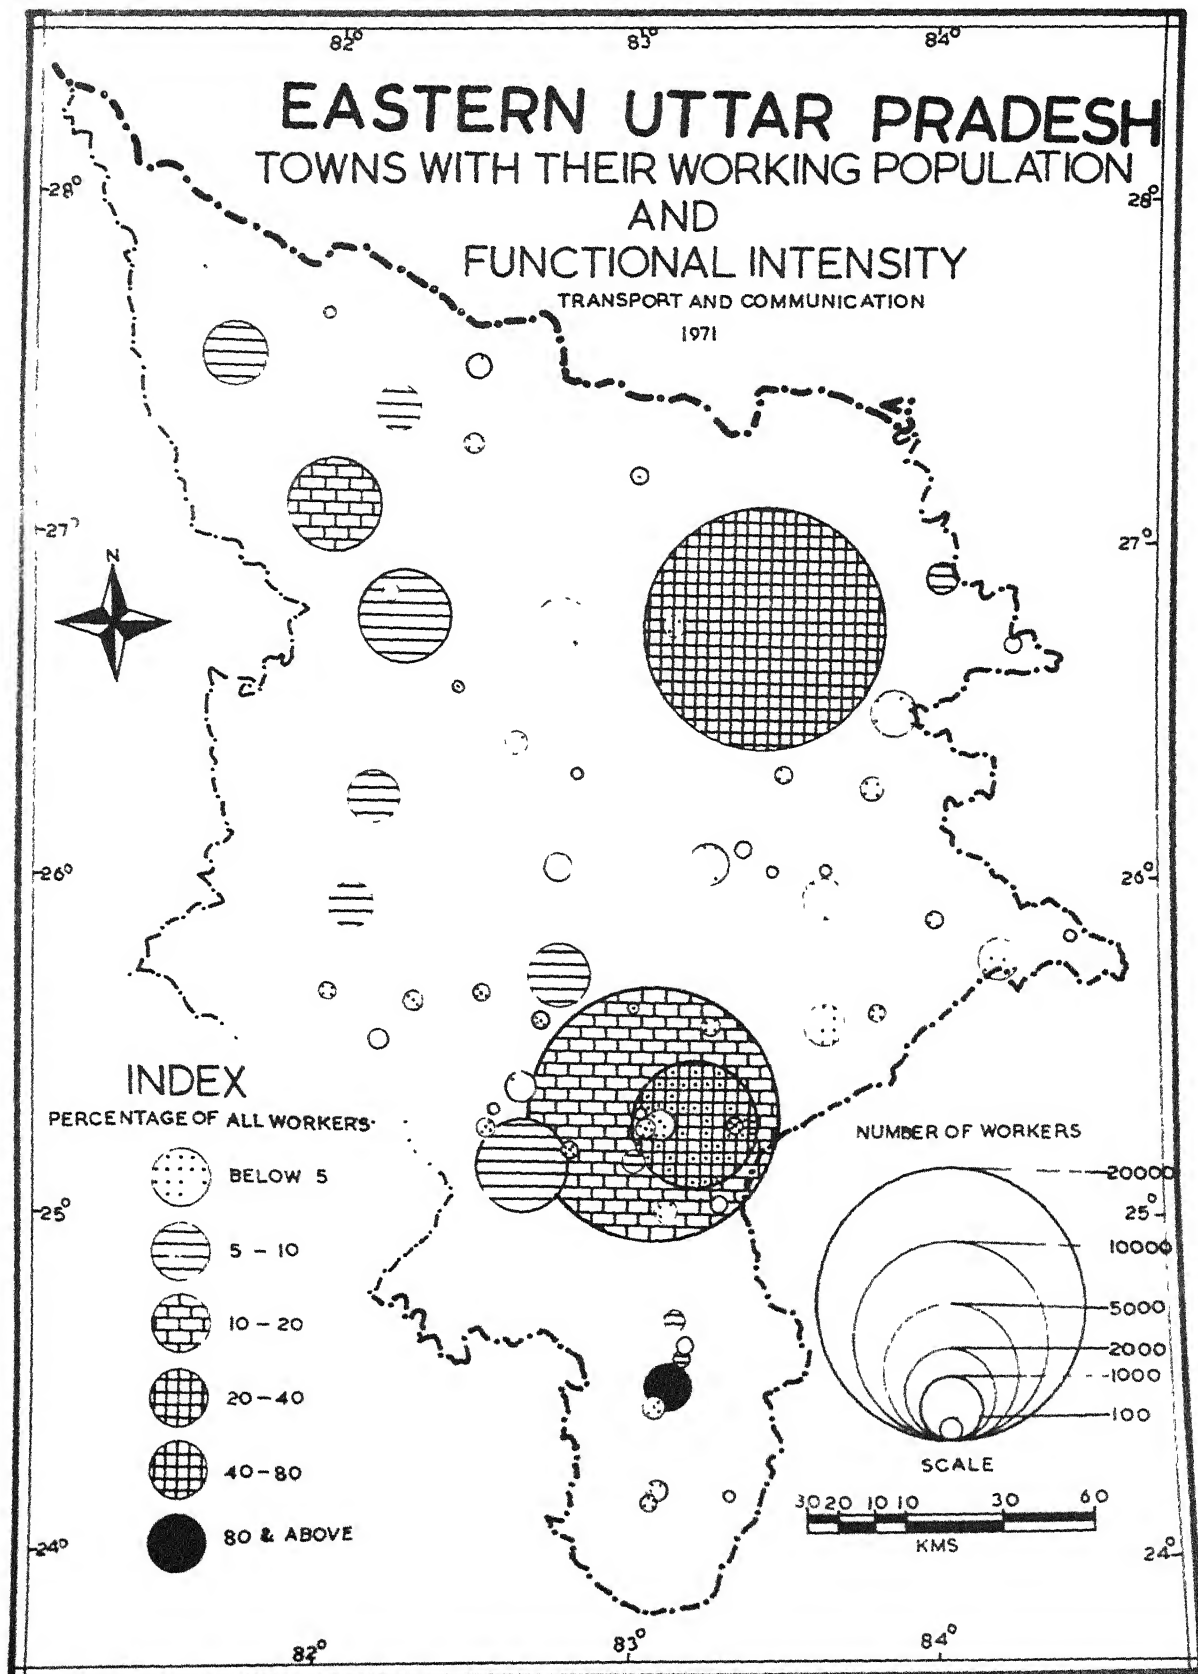 82°
83°
84°
EASTERN UTTAR PRADESH
TOWNS WITH THEIR WORKING POPULATION
AND
FUNCTIONAL INTENSITY
TRANSPORT AND COMMUNICATION
1971
28°
28°
27°
27°
N
26°
26°
INDEX
PERCENTAGE OF ALL WORKERS
BELOW 5
5 - 10
10 - 20
20 - 40
40 - 80
80 & ABOVE
25°
24°
NUMBER OF WORKERS
20000
25°
10000
5000
2000
1000
100
SCALE
30 20 10 10 30 60
KMS
24°
82°
83°
84°